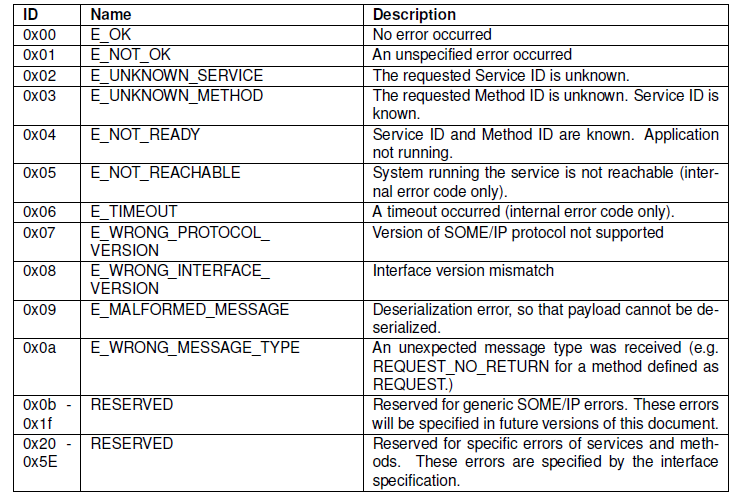 ID Name Description
0x00 E_OK No error occurred
0x01 E_NOT_OK An unspecified error occurred
0x02 E_UNKNOWN_SERVICE The requested Service ID is unknown.
0x03 E_UNKNOWN_METHOD The requested Method ID is unknown. Service ID is
known.
0x04 E_NOT_READY Service ID and Method ID are known. Application
not running.
0x05 E_NOT_REACHABLE System running the service is not reachable (inter-
nal error code only).
0x06 E_TIMEOUT A timeout occurred (internal error code only).
0x07 E_WRONG_PROTOCOL_ Version of SOME/IP protocol not supported
VERSION
0x08 E_WRONG_INTERFACE_ Interface version mismatch
VERSION
0x09 E_MALFORMED_MESSAGE Deserialization error, so that payload cannot be de-
serialized.
0x0a E_WRONG_MESSAGE_TYPE An unexpected message type was received (e.g.
REQUEST_NO_RETURN for a method defined as
REQUEST.)
0x0b - RESERVED Reserved for generic SOME/IP errors. These errors
0x1f will be specified in future versions of this document.
0x20 - RESERVED Reserved for specific errors of services and meth-
0x5E ods. These errors are specified by the interface
specification.